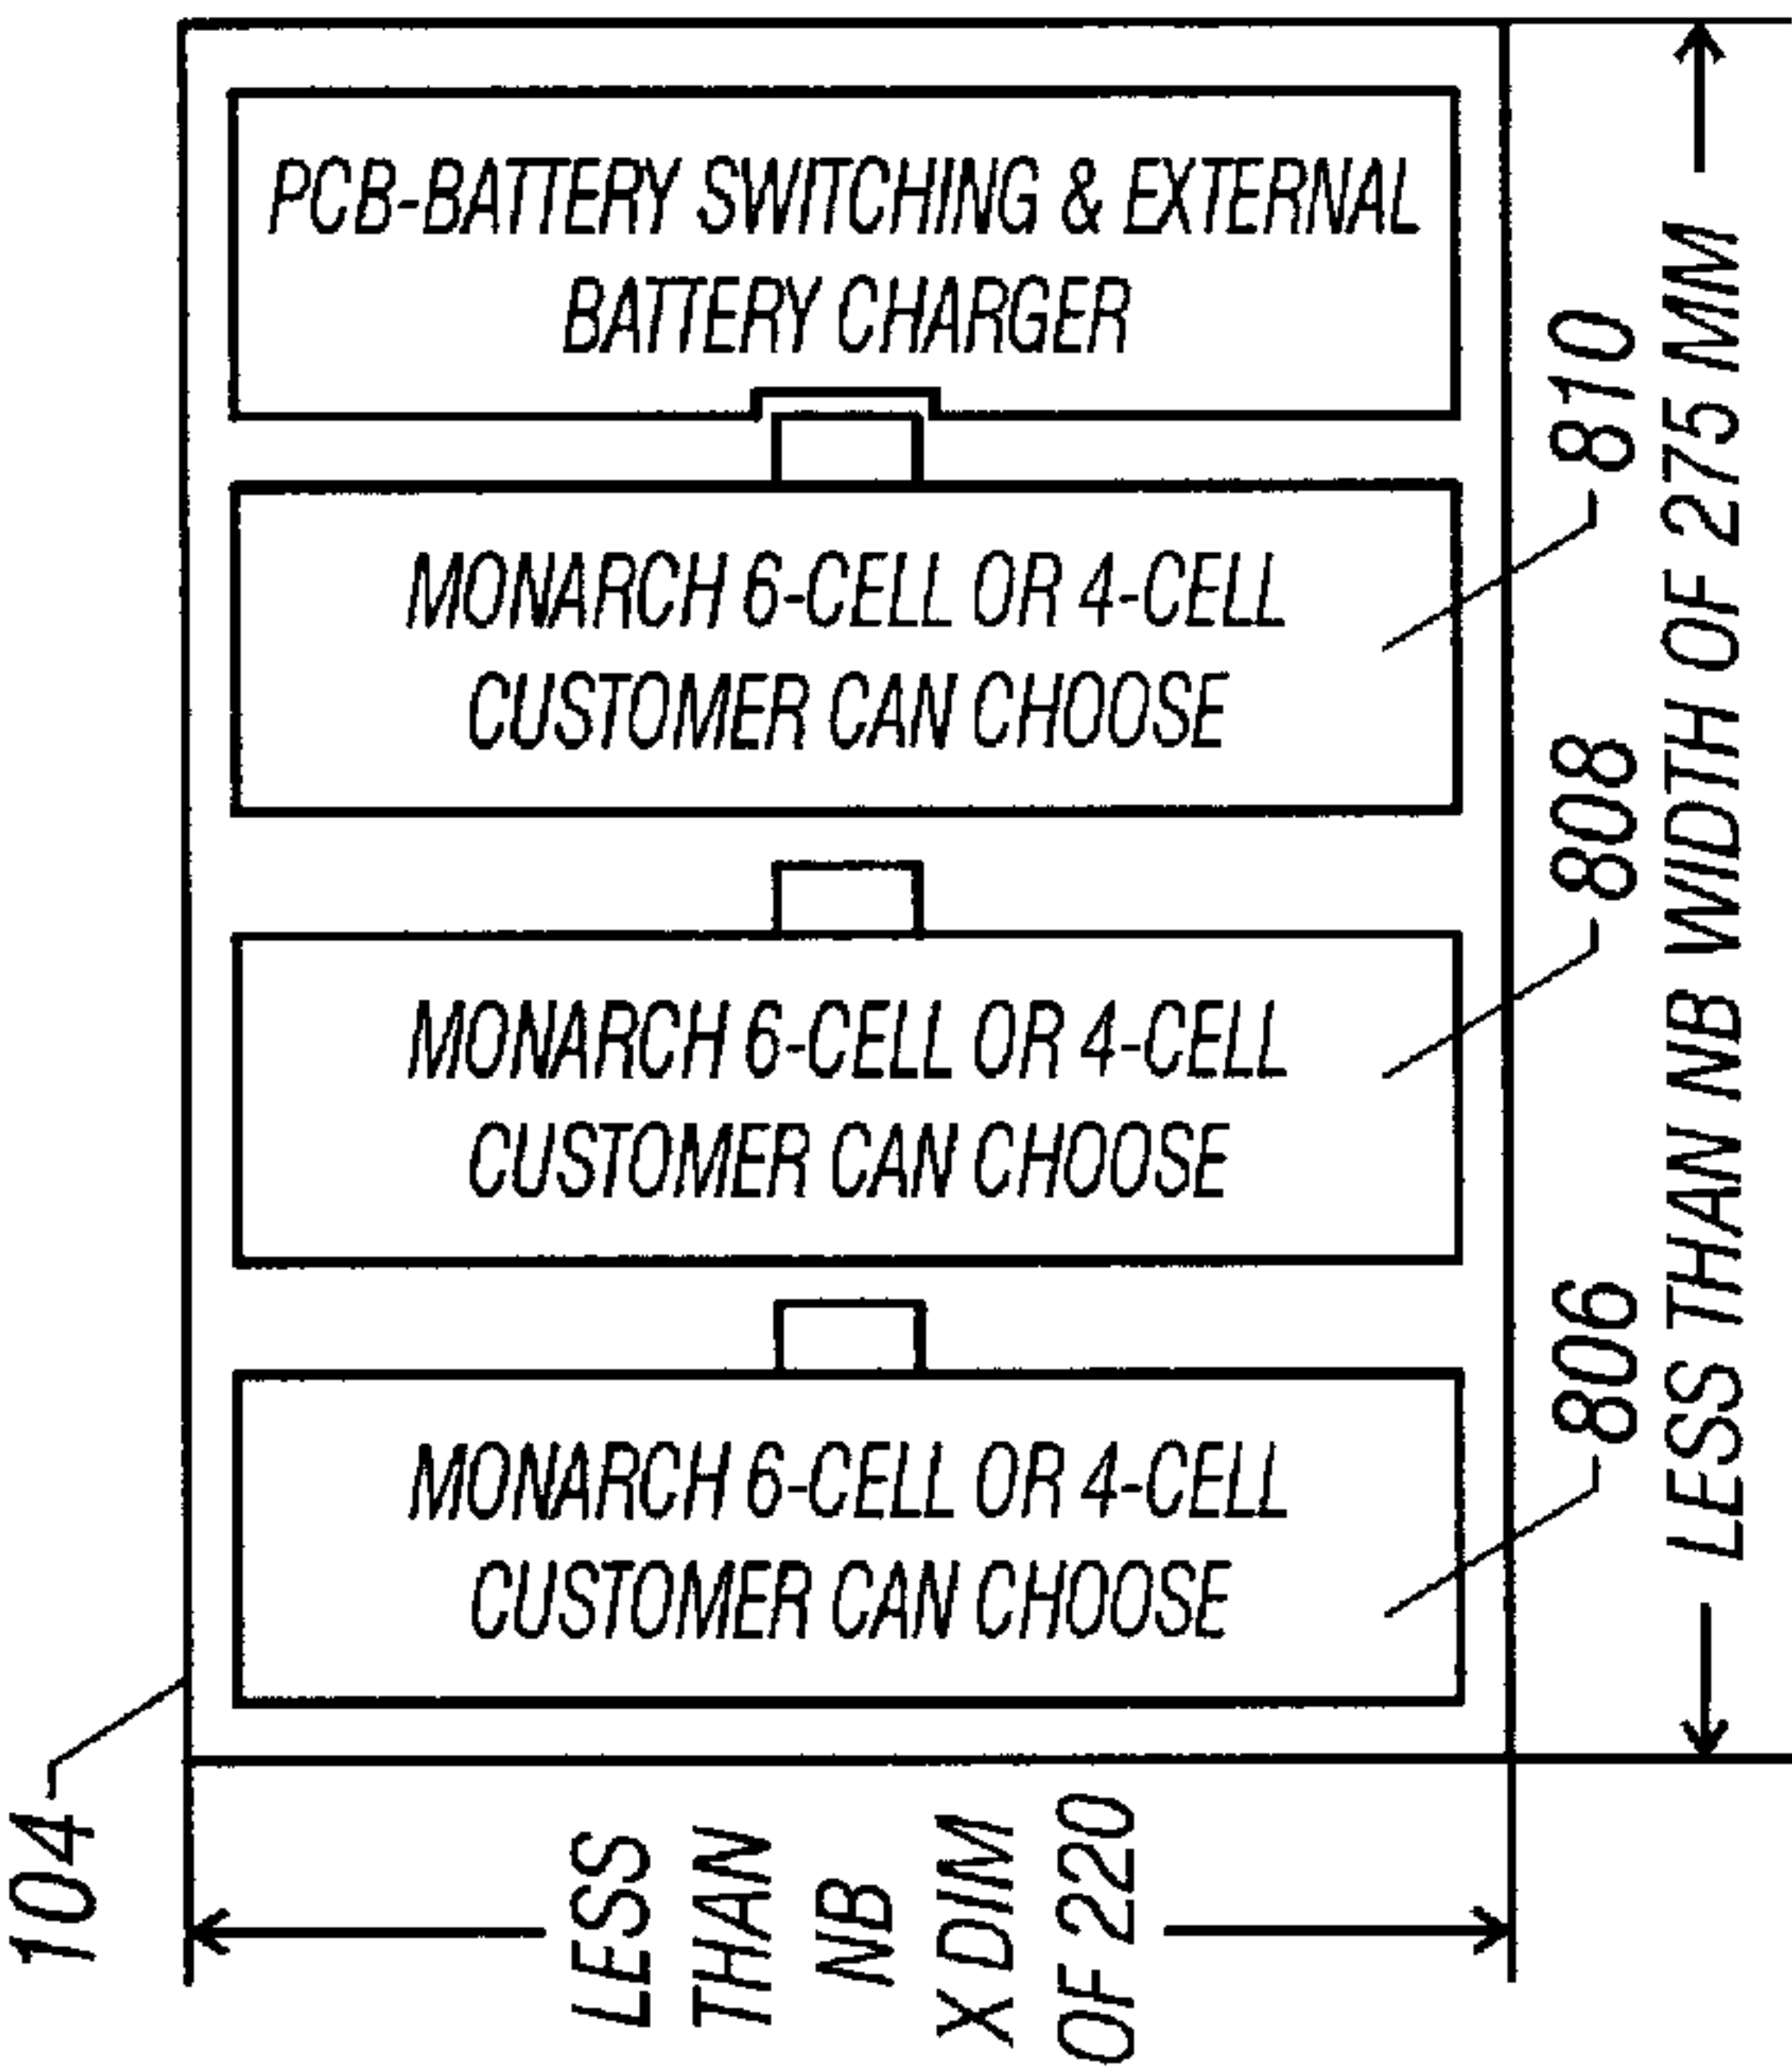 PCB-BATTERY SWITCHING & EXTERNAL
BATTERY CHARGER
MONARCH 6-CELL OR 4-CELL
CUSTOMER CAN CHOOSE
MONARCH 6-CELL OR 4-CELL
CUSTOMER CAN CHOOSE
MONARCH 6-CELL OR 4-CELL
CUSTOMER CAN CHOOSE
810
808
806
LESS THAN NB WIDTH OF 275 MM
104
LESS
THAN
NB
X DIM
OF 220